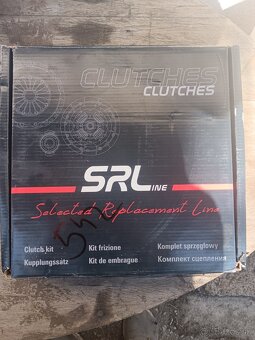 CLUTCHES
CLUTCHES
SRLINE
Selected Replacement Line
Clutch kit Kit frizione Komplet sprzęgłowy
Kupplungssatz Kit de embrague Комплект сцепления